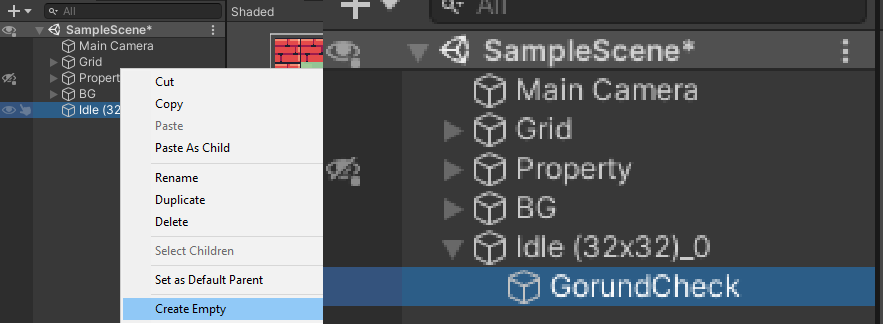 All
Shaded
SampleScene*
Main Camera
Grid
Propert
BG
Idle (32
Cut
Copy
Paste
Paste As Child
Rename
Duplicate
Delete
Select Children
Set as Default Parent
Create Empty
All
SampleScene*
Main Camera
Grid
Property
BG
Idle (32x32)_0
GorundCheck